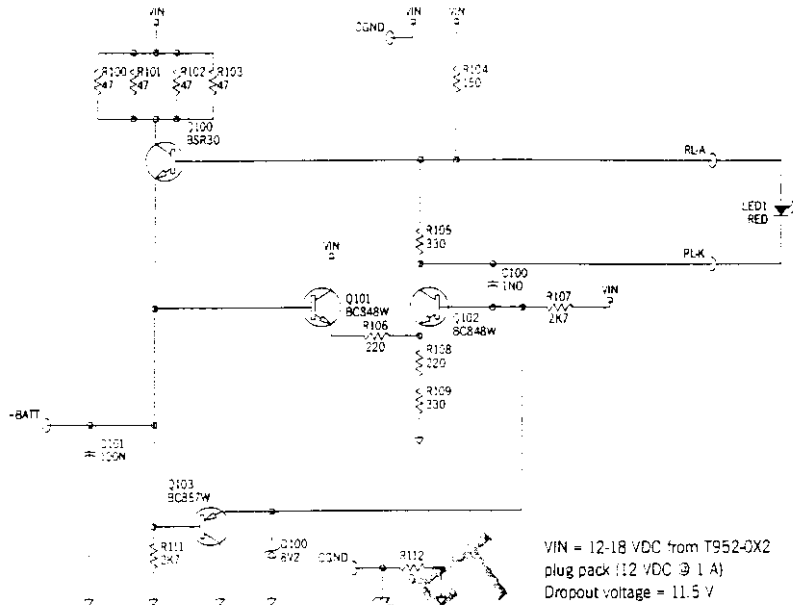 VIN
CGND
VIN
R100
47
R101
47
R102
47
R103
47
R104
150
Q100
BSR30
RL-A
LED1
RED
R105
330
VIN
PL-K
C100
1N0
Q101
BC848W
R106
220
Q102
BC848W
R107
2K7
VIN
R108
220
R109
330
-BATT
C101
100N
Q103
BC857W
R111
2K7
D100
8V2
CGND
R112
VIN = 12-18 VDC from T952-0X2
plug pack (12 VDC @ 1 A)
Dropout voltage = 11.5 V